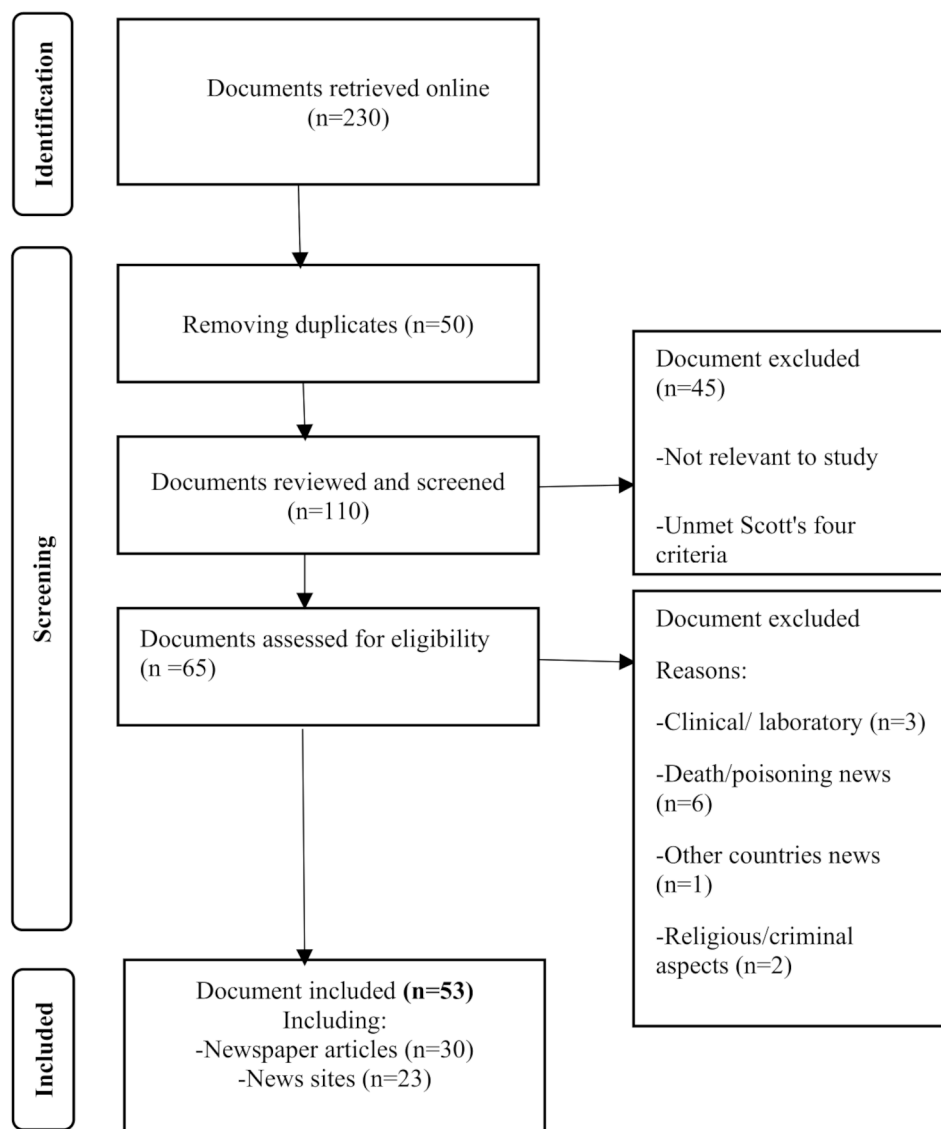 Identification
Documents retrieved online
(n=230)
Screening
Removing duplicates (n=50)
Documents reviewed and screened
(n=110)
Document excluded
(n=45)
-Not relevant to study
-Unmet Scott's four
criteria
Documents assessed for eligibility
(n =65)
Document excluded
Reasons:
-Clinical/ laboratory (n=3)
-Death/poisoning news
(n=6)
-Other countries news
(n=1)
-Religious/criminal
aspects (n=2)
Included
Document included (n=53)
Including:
-Newspaper articles (n=30)
-News sites (n=23)